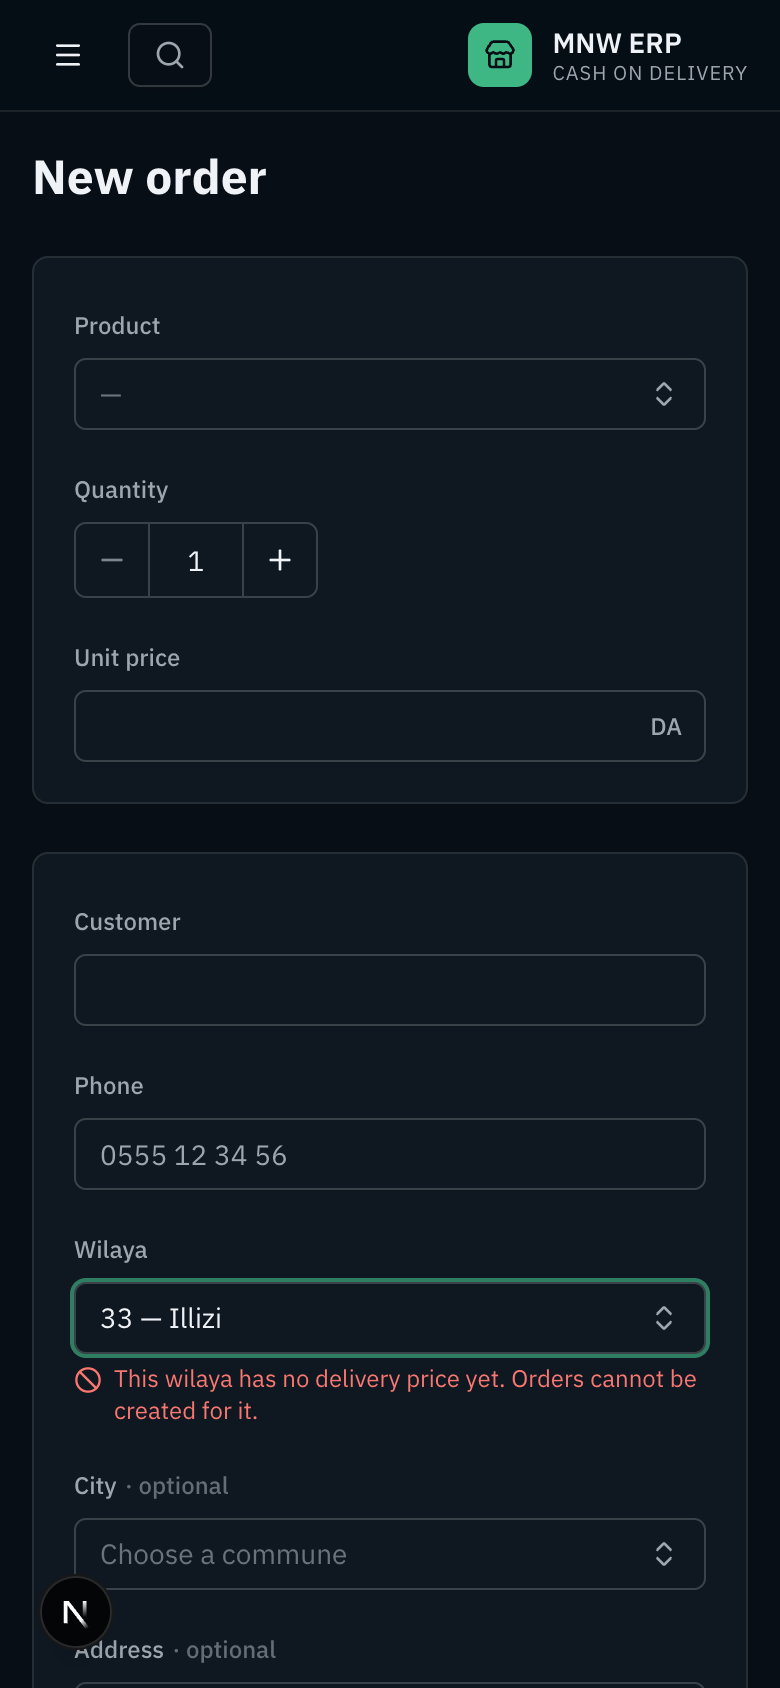 MNW ERP
CASH ON DELIVERY
New order
Product
—
Quantity
− 1 +
Unit price
DA
Customer
Phone
0555 12 34 56
Wilaya
33 — Illizi
This wilaya has no delivery price yet. Orders cannot be
created for it.
City · optional
Choose a commune
N
Address · optional